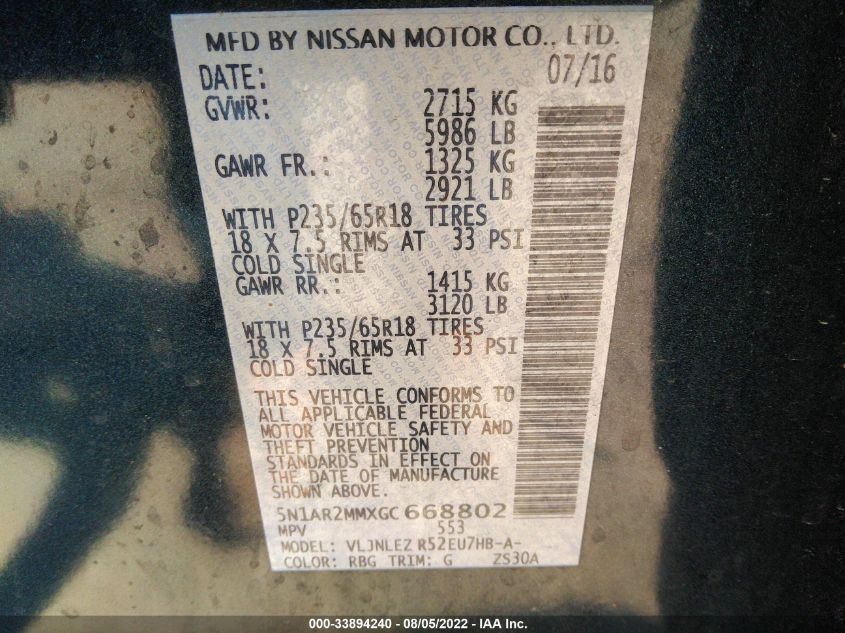 MFD BY NISSAN MOTOR CO., LTD.
DATE: 07/16
GVWR: 2715 KG
5986 LB
GAWR FR.: 1325 KG
2921 LB
WITH P235/65R18 TIRES
18 X 7.5 RIMS AT 33 PSI
COLD SINGLE
GAWR RR.: 1415 KG
3120 LB
WITH P235/65R18 TIRES
18 X 7.5 RIMS AT 33 PSI
COLD SINGLE
THIS VEHICLE CONFORMS TO
ALL APPLICABLE FEDERAL
MOTOR VEHICLE SAFETY AND
THEFT PREVENTION
STANDARDS IN EFFECT ON
THE DATE OF MANUFACTURE
SHOWN ABOVE.
5N1AR2MMXGC 668802
MPV 553
MODEL: VLJNLEZ R52EU7HB-A-
COLOR: RBG TRIM: G ZS30A
000-33894240 - 08/05/2022 - IAA Inc.